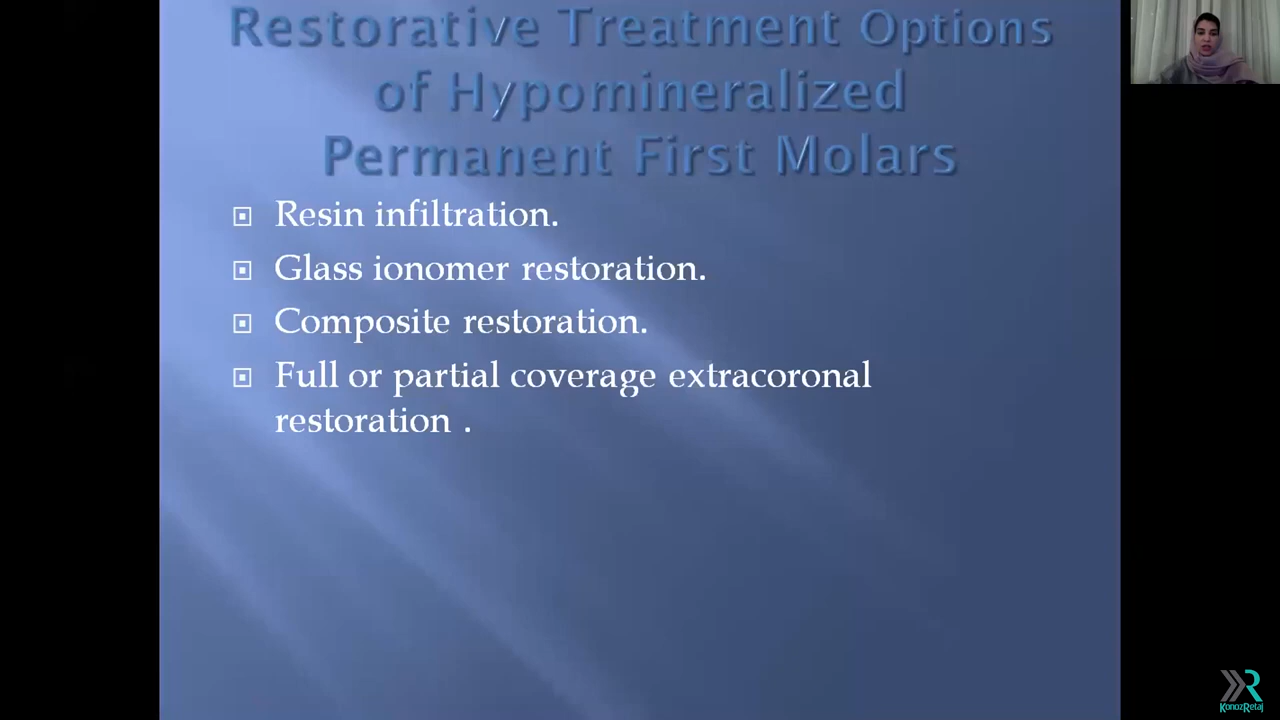 Restorative Treatment Options
of Hypomineralized
Permanent First Molars
Resin infiltration.
Glass ionomer restoration.
Composite restoration.
Full or partial coverage extracoronal
restoration .
KonozRetaj